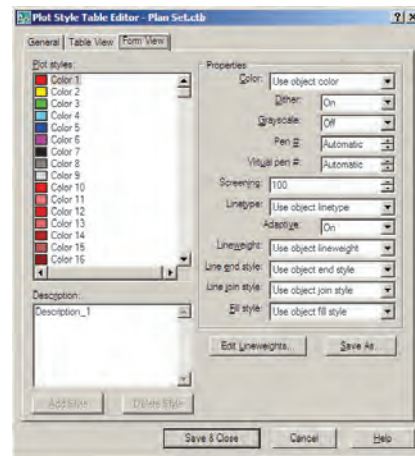 Plot Style Table Editor - Plan Set.ctb
General
Table View
Form View
Plot styles:
Color 1
Color 2
Color 3
Color 4
Color 5
Color 6
Color 7
Color 8
Color 9
Color 10
Color 11
Color 12
Color 13
Color 14
Color 15
Color 16
Description:
Description_1
Add Style
Delete Style
Properties
Color: Use object color
Dither: On
Grayscale: Off
Pen #: Automatic
Virtual pen #: Automatic
Screening: 100
Linetype: Use object linetype
Adaptive: On
Lineweight: Use object lineweight
Line end style: Use object end style
Line join style: Use object join style
Fill style: Use object fill style
Edit Lineweights...
Save As...
Save & Close
Cancel
Help